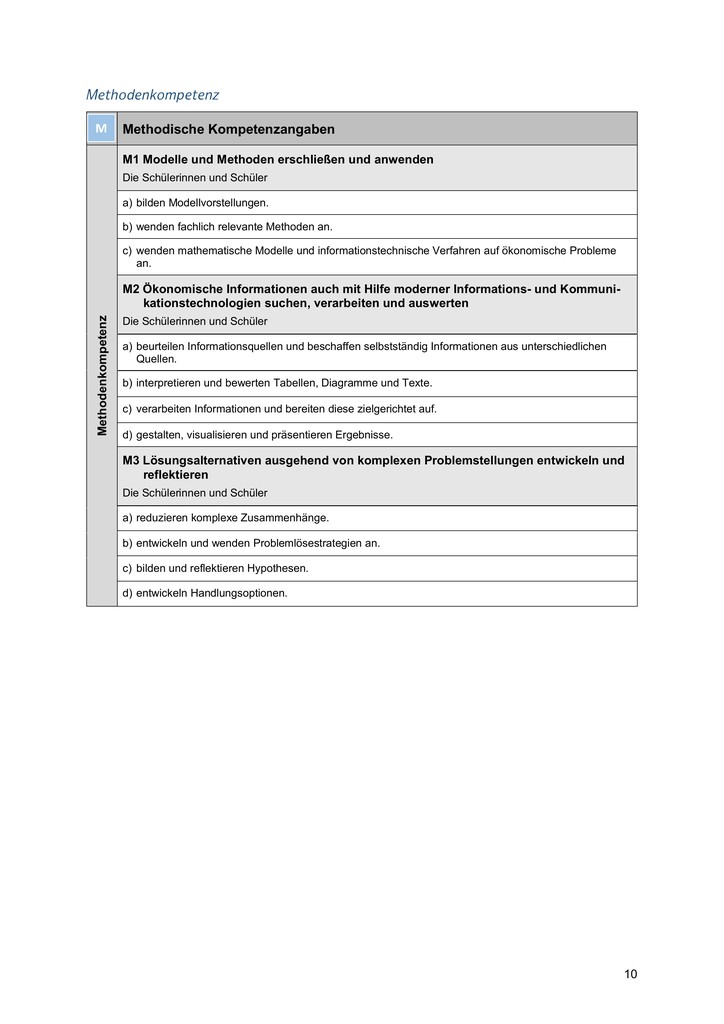 Methodenkompetenz
M Methodische Kompetenzangaben
Methodenkompetenz
M1 Modelle und Methoden erschließen und anwenden
Die Schülerinnen und Schüler
a) bilden Modellvorstellungen.
b) wenden fachlich relevante Methoden an.
c) wenden mathematische Modelle und informationstechnische Verfahren auf ökonomische Probleme
an.
M2 Ökonomische Informationen auch mit Hilfe moderner Informations- und Kommuni-
kationstechnologien suchen, verarbeiten und auswerten
Die Schülerinnen und Schüler
a) beurteilen Informationsquellen und beschaffen selbstständig Informationen aus unterschiedlichen
Quellen.
b) interpretieren und bewerten Tabellen, Diagramme und Texte.
c) verarbeiten Informationen und bereiten diese zielgerichtet auf.
d) gestalten, visualisieren und präsentieren Ergebnisse.
M3 Lösungsalternativen ausgehend von komplexen Problemstellungen entwickeln und
reflektieren
Die Schülerinnen und Schüler
a) reduzieren komplexe Zusammenhänge.
b) entwickeln und wenden Problemlösestrategien an.
c) bilden und reflektieren Hypothesen.
d) entwickeln Handlungsoptionen.
10